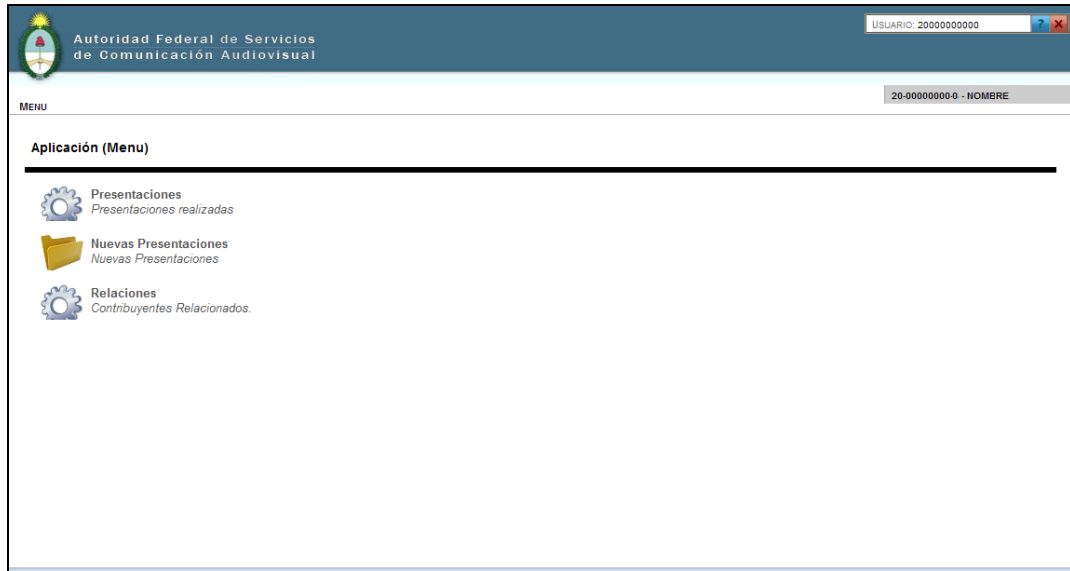 Autoridad Federal de Servicios
de Comunicación Audiovisual
USUARIO: 20000000000
? X
20-00000000-0 - NOMBRE
MENU
Aplicación (Menu)
Presentaciones
Presentaciones realizadas
Nuevas Presentaciones
Nuevas Presentaciones
Relaciones
Contribuyentes Relacionados.